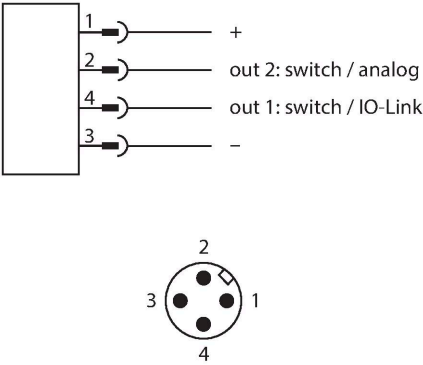 1 +
2 out 2: switch / analog
4 out 1: switch / IO-Link
3 –
2
3 1
4